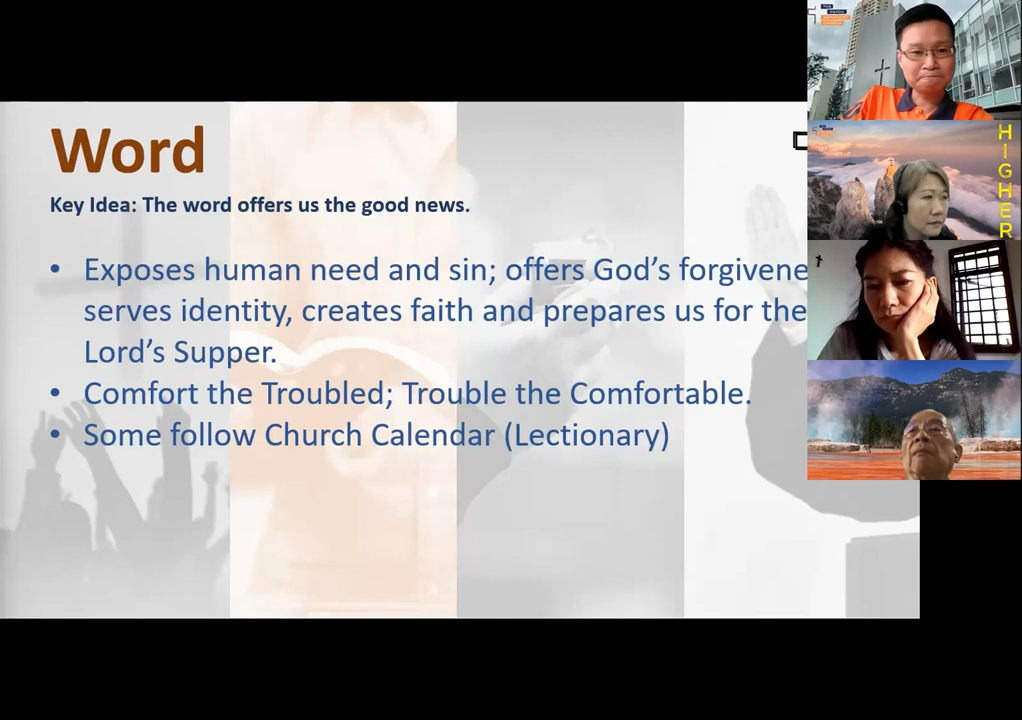 Word
Key Idea: The word offers us the good news.
• Exposes human need and sin; offers God's forgivene
serves identity, creates faith and prepares us for the
Lord's Supper.
• Comfort the Troubled; Trouble the Comfortable.
• Some follow Church Calendar (Lectionary)
HIGHER